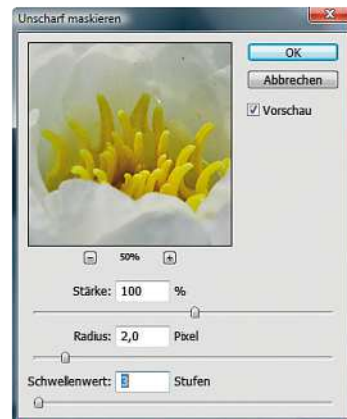 Unscharf maskieren
OK
Abbrechen
Vorschau
50%
Stärke: 100 %
Radius: 2,0 Pixel
Schwellenwert: 3 Stufen